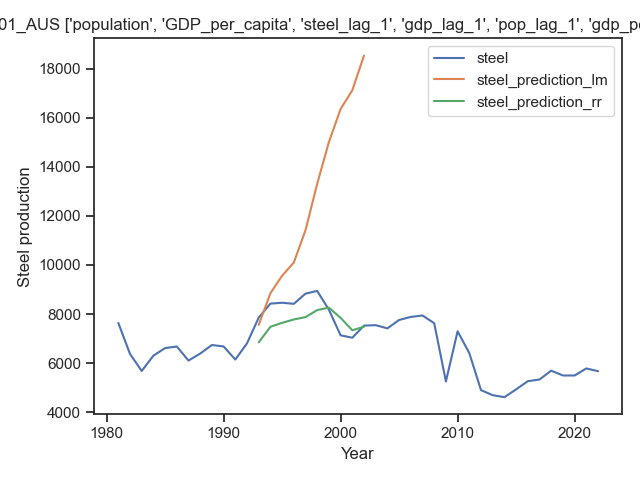 01_AUS ['population', 'GDP_per_capita', 'steel_lag_1', 'gdp_lag_1', 'pop_lag_1', 'gdp_pe
steel
steel_prediction_lm
steel_prediction_rr
Steel production
18000
16000
14000
12000
10000
8000
6000
4000
1980
1990
2000
2010
2020
Year